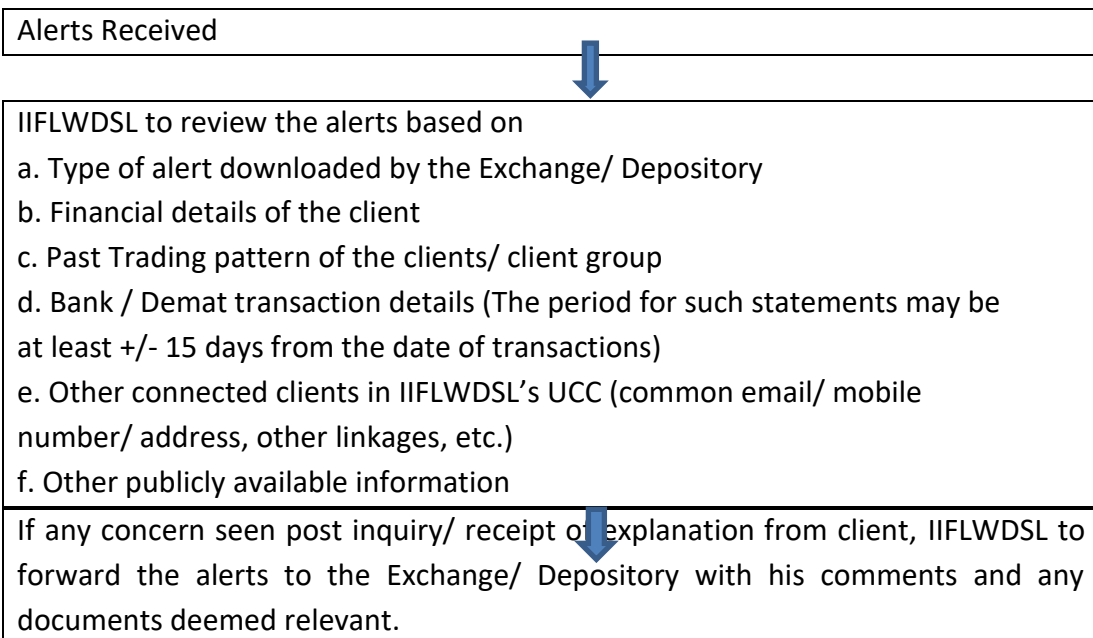 Alerts Received
IIFLWDSL to review the alerts based on
a. Type of alert downloaded by the Exchange/ Depository
b. Financial details of the client
c. Past Trading pattern of the clients/ client group
d. Bank / Demat transaction details (The period for such statements may be
at least +/- 15 days from the date of transactions)
e. Other connected clients in IIFLWDSL’s UCC (common email/ mobile
number/ address, other linkages, etc.)
f. Other publicly available information
If any concern seen post inquiry/ receipt of explanation from client, IIFLWDSL to
forward the alerts to the Exchange/ Depository with his comments and any
documents deemed relevant.